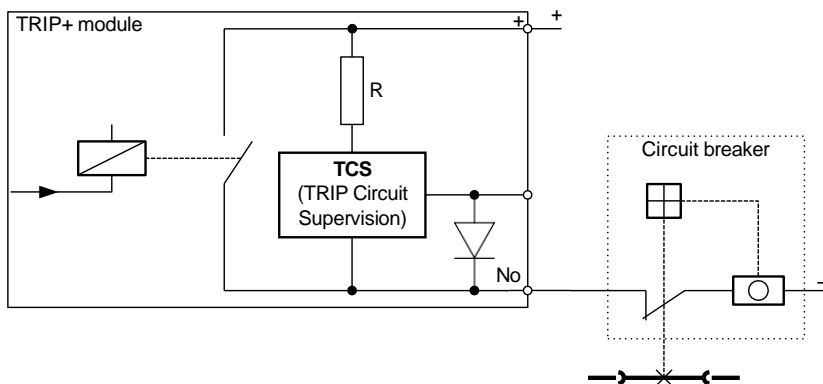 TRIP+ module
+ +
R
TCS
(TRIP Circuit
Supervision)
No
Circuit breaker
-